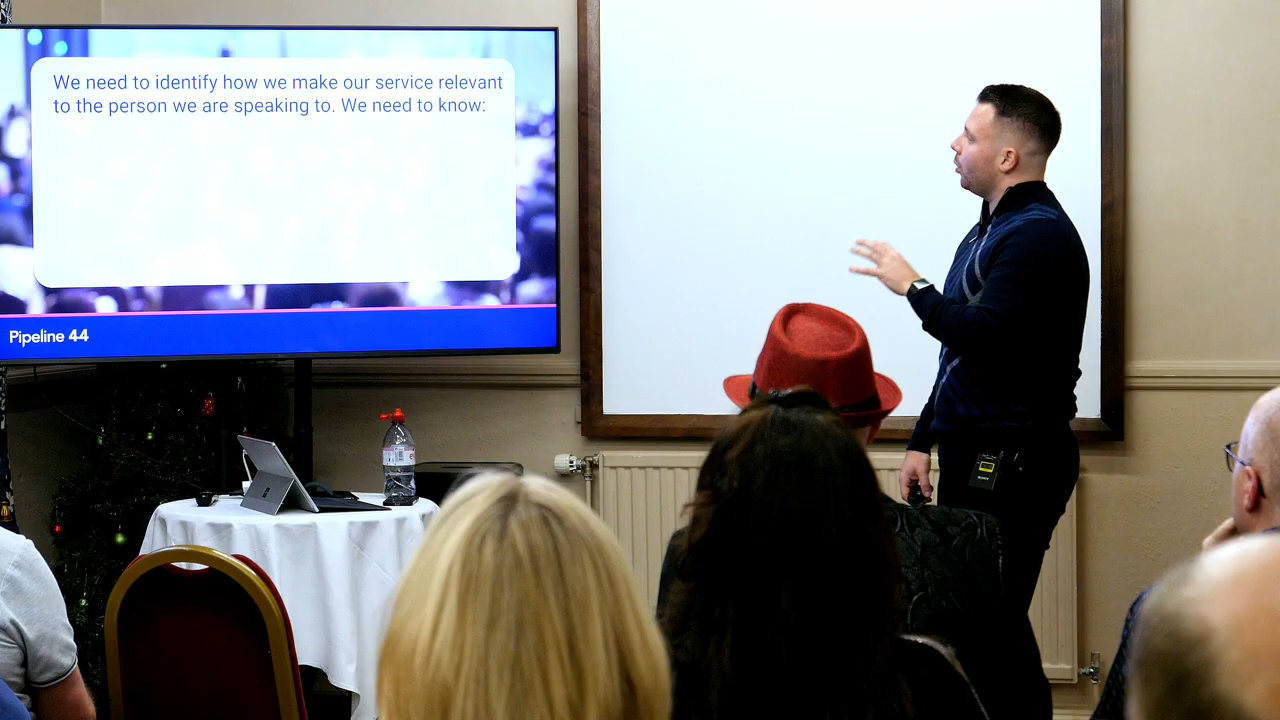 We need to identify how we make our service relevant
to the person we are speaking to. We need to know:
Pipeline 44